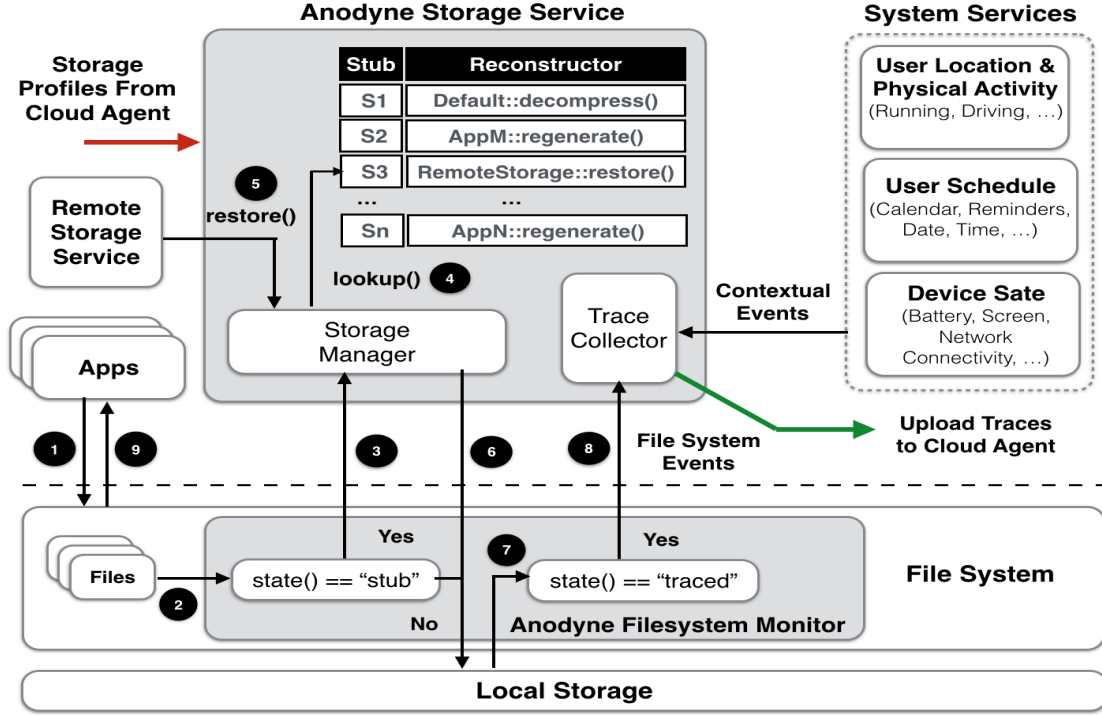 Anodyne Storage Service
System Services
Storage
Profiles From
Cloud Agent
Stub
Reconstructor
S1
Default::decompress()
S2
AppM::regenerate()
S3
RemoteStorage::restore()
...
...
Sn
AppN::regenerate()
User Location &
Physical Activity
(Running, Driving, ...)
User Schedule
(Calendar, Reminders,
Date, Time, ...)
Device Sate
(Battery, Screen,
Network
Connectivity, ...)
Remote
Storage
Service
5
restore()
lookup()
4
Storage
Manager
Trace
Collector
Contextual
Events
Apps
1
9
3
6
8
File System
Events
Upload Traces
to Cloud Agent
Files
2
Yes
state() == “stub”
No
7
Yes
state() == “traced”
Anodyne Filesystem Monitor
File System
Local Storage